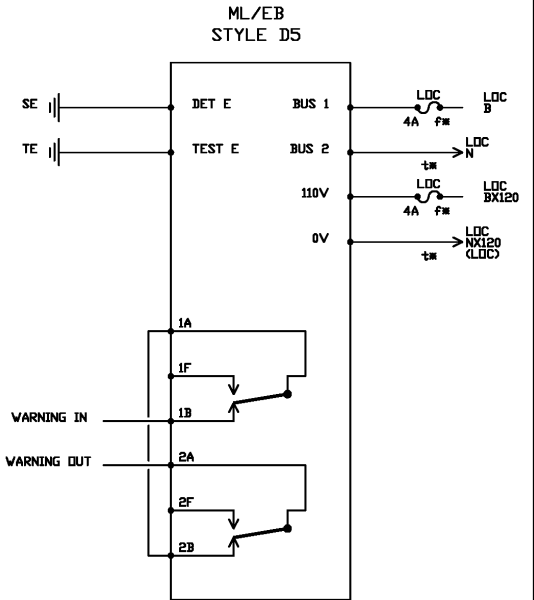 ML/EB
STYLE D5
SE
DET E
BUS 1
LOC
4A f*
LOC
B
TE
TEST E
BUS 2
LOC
N
t*
110V
LOC
4A f*
LOC
BX120
0V
LOC
NX120
(LOC)
t*
1A
1F
1B
WARNING IN
WARNING OUT
2A
2F
2B